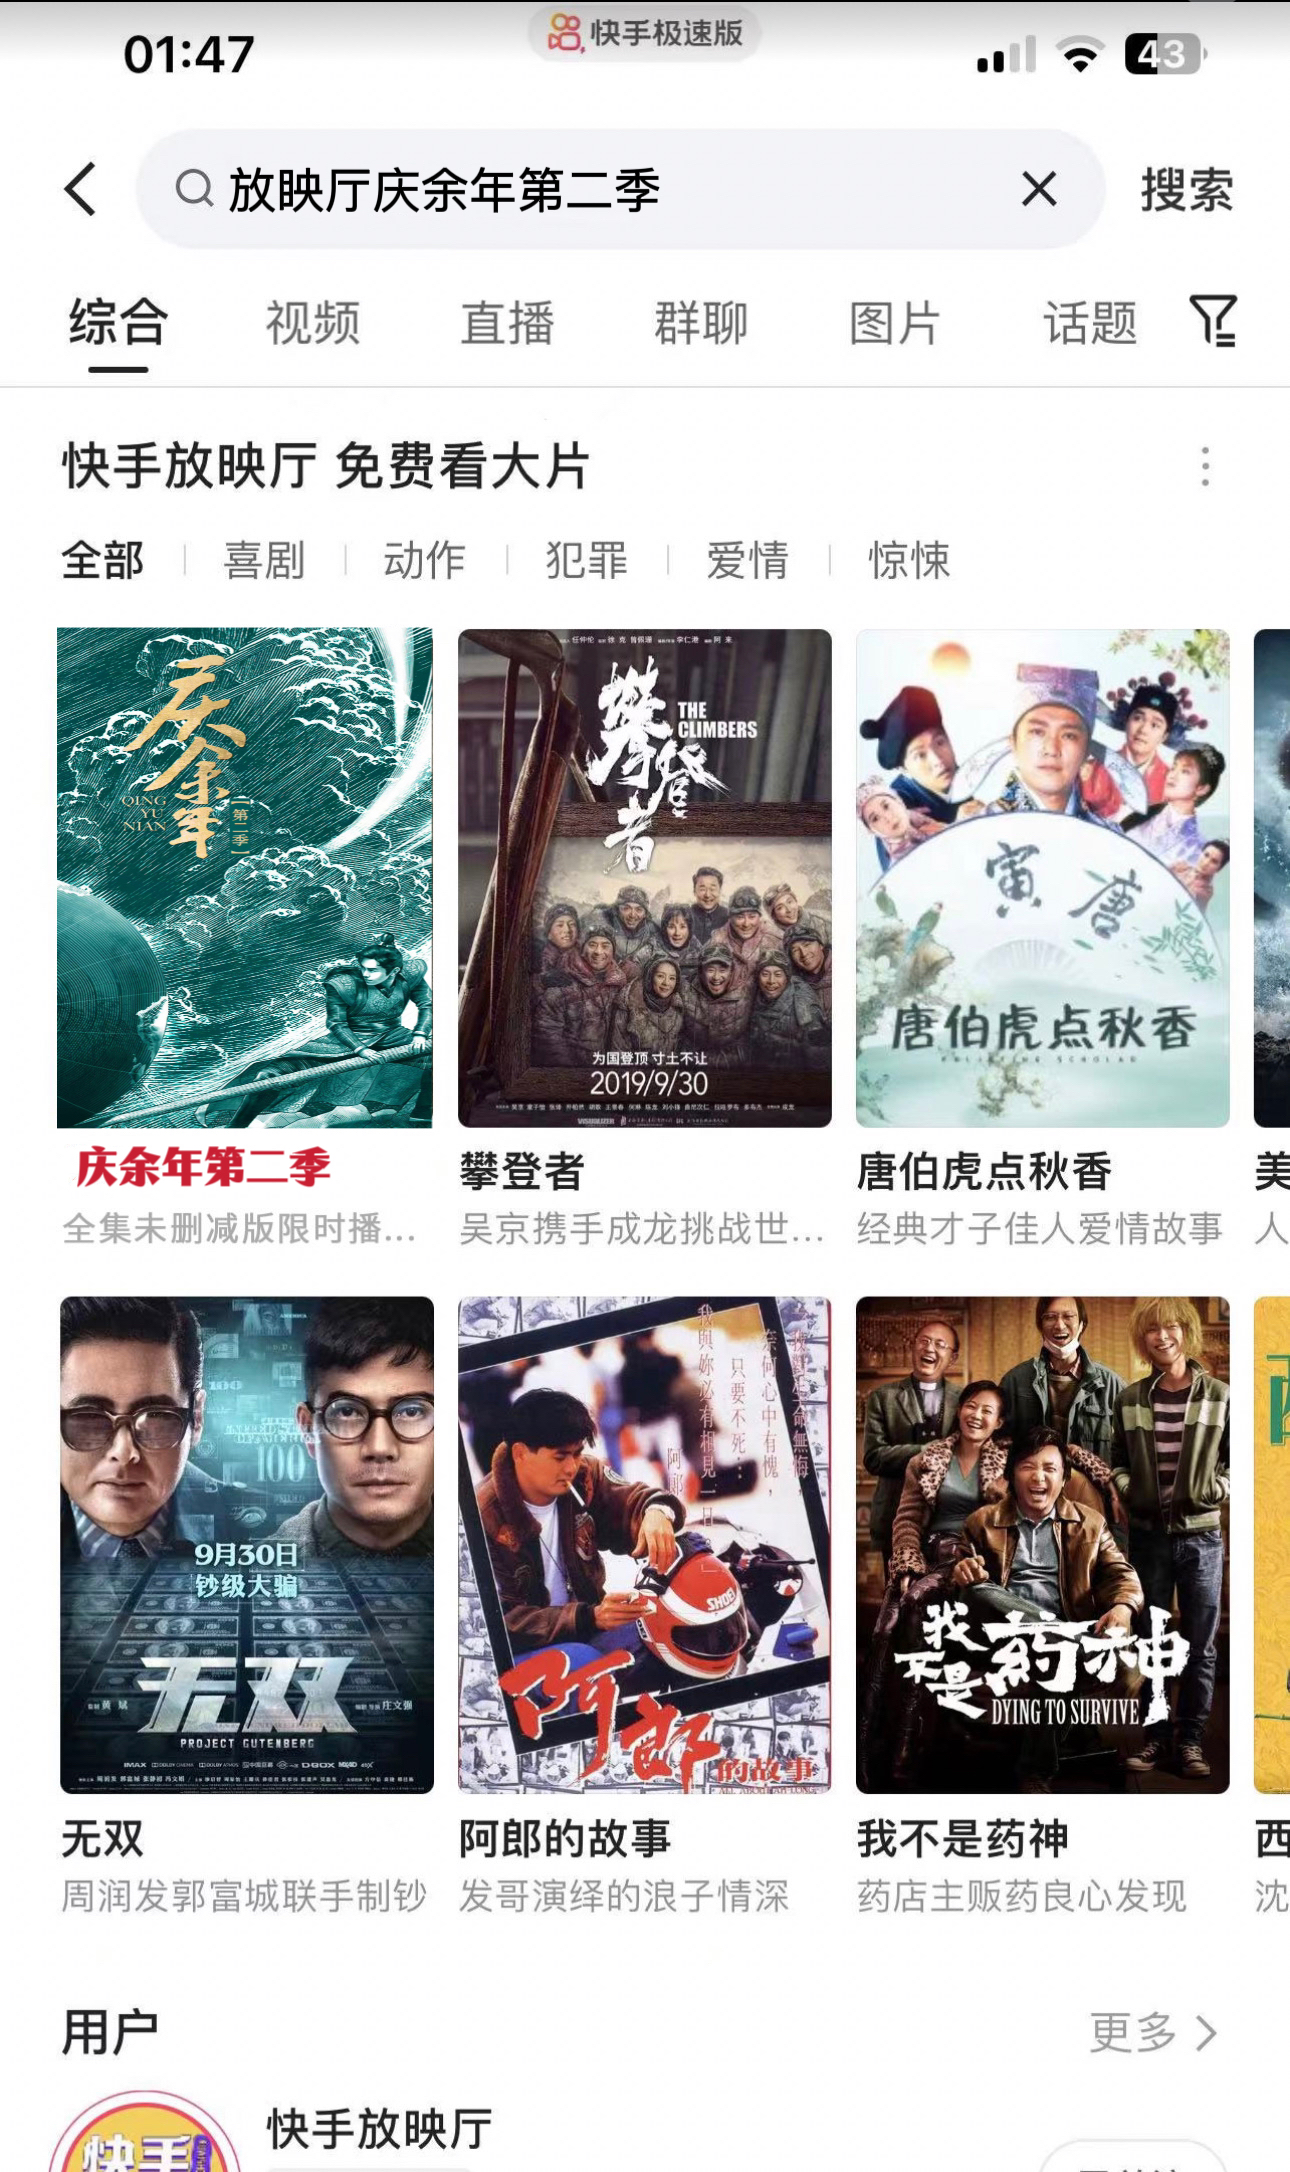 快手极速版
01:47
43
放映厅庆余年第二季
搜索
综合
视频
直播
群聊
图片
话题
快手放映厅 免费看大片
全部
喜剧
动作
犯罪
爱情
惊悚
庆余年
QING
YU
NIAN
第二季
攀登者
THE
CLIMBERS
为国登顶 寸土不让
2019/9/30
寅唐
唐伯虎点秋香
庆余年第二季
全集未删减版限时播...
攀登者
吴京携手成龙挑战世...
唐伯虎点秋香
经典才子佳人爱情故事
美
人
9月30日
钞级大骗
无双
PROJECT GUTENBERG
我與妳必有相見一日
只要不死
奈何心中有愧，
阿郎
SHOEI
阿郎的故事
我不是药神
DYING TO SURVIVE
无双
周润发郭富城联手制钞
阿郎的故事
发哥演绎的浪子情深
我不是药神
药店主贩药良心发现
西
沈
用户
更多
快手
快手放映厅